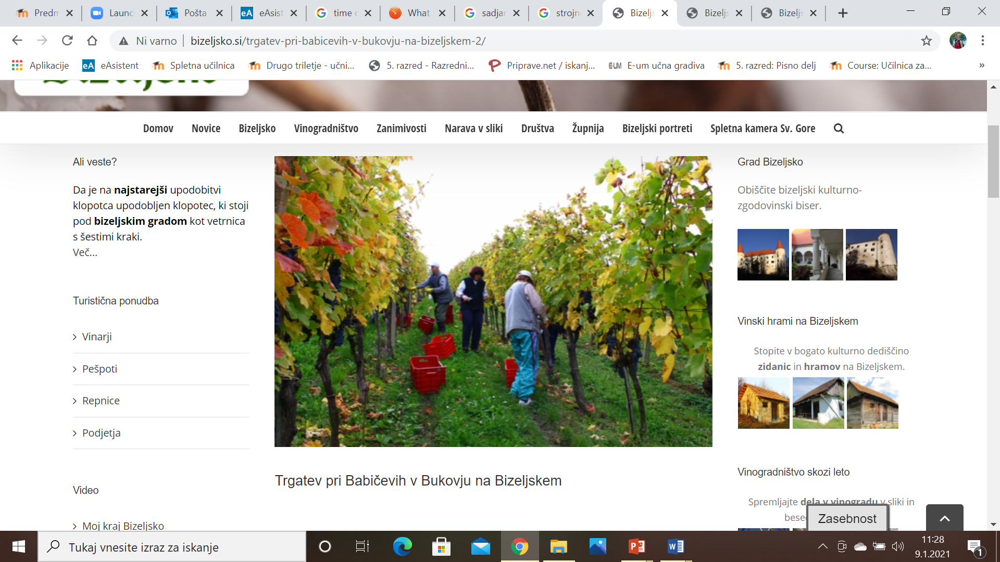 Predm
Launc
Pošta
eAsist
time c
What
sadjar
strojn
Bizeljs
Bizeljs
Bizeljs
Ni varno
bizeljsko.si/trgatev-pri-babicevih-v-bukovju-na-bizeljskem-2/
Aplikacije
eA eAsistent
Spletna učilnica
Drugo triletje - učni...
5. razred - Razredni...
Priprave.net / iskanj...
E-UM E-um učna gradiva
5. razred: Pisno delj
Course: Učilnica za...
»
Domov Novice Bizeljsko Vinogradništvo Zanimivosti Narava v sliki Društva Župnija Bizeljski portreti Spletna kamera Sv. Gore
Ali veste?
Da je na najstarejši upodobitvi
klopotca upodobljen klopotec, ki stoji
pod bizeljskim gradom kot vetrnica
s šestimi kraki.
Več...
Turistična ponudba
Vinarji
Pešpoti
Repnice
Podjetja
Video
Moj kraj Bizeljsko
Trgatev pri Babičevih v Bukovju na Bizeljskem
Grad Bizeljsko
Obiščite bizeljski kulturno-
zgodovinski biser.
Vinski hrami na Bizeljskem
Stopite v bogato kulturno dediščino
zidanic in hramov na Bizeljskem.
Vinogradništvo skozi leto
Spremljajte dela v vinogradu v sliki in
Zasebnost
Tukaj vnesite izraz za iskanje
11:28
9.1.2021
1